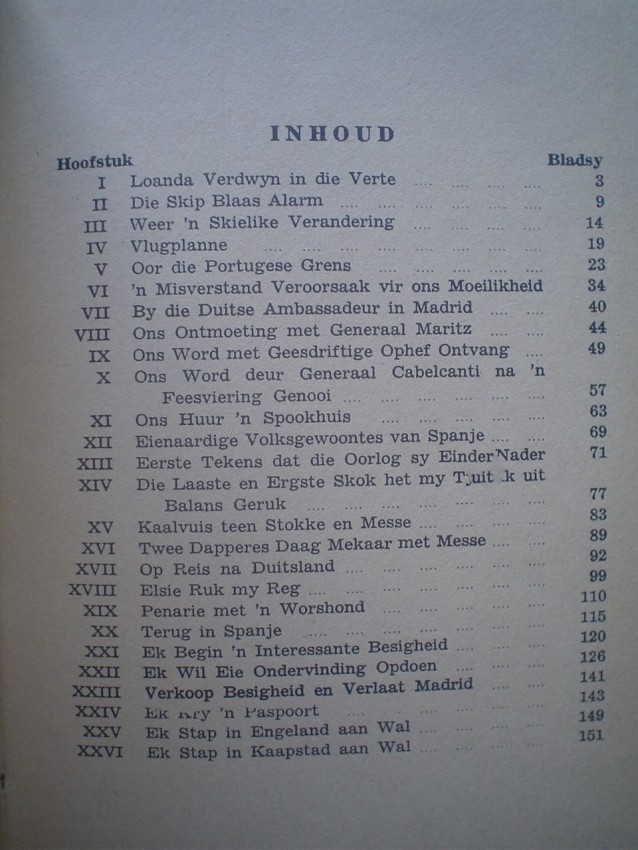 INHOUD
Hoofstuk Bladsy
I Loanda Verdwyn in die Verte .... .... .... 3
II Die Skip Blaas Alarm .... .... .... .... .... 9
III Weer 'n Skielike Verandering .... .... .... 14
IV Vlugplanne .... .... .... .... .... .... .... 19
V Oor die Portugese Grens .... .... .... .... 23
VI 'n Misverstand Veroorsaak vir ons Moeilikheid 34
VII By die Duitse Ambassadeur in Madrid .... .... 40
VIII Ons Ontmoeting met Generaal Maritz .... .... 44
IX Ons Word met Geesdriftige Ophef Ontvang .... 49
X Ons Word deur Generaal Cabelcanti na 'n
Feesviering Genooi .... .... .... .... .... 57
XI Ons Huur 'n Spookhuis .... .... .... .... 63
XII Eienaardige Volksgewoontes van Spanje .... .... 69
XIII Eerste Tekens dat die Oorlog sy Einder Nader 71
XIV Die Laaste en Ergste Skok het my uit
Balans Geruk .... .... .... .... .... 77
XV Kaalvuis teen Stokke en Messe .... .... .... 83
XVI Twee Dapperes Daag Mekaar met Messe .... .... 89
XVII Op Reis na Duitsland .... .... .... .... 92
XVIII Elsie Ruk my Reg .... .... .... .... .... 99
XIX Penarie met 'n Worshond .... .... .... .... 110
XX Terug in Spanje .... .... .... .... .... 115
XXI Ek Begin 'n Interessante Besigheid .... .... 120
XXII Ek Wil Eie Ondervinding Opdoen .... .... .... 126
XXIII Verkoop Besigheid en Verlaat Madrid .... .... 141
XXIV Ek Kry 'n Paspoort .... .... .... .... 143
XXV Ek Stap in Engeland aan Wal .... .... .... 149
XXVI Ek Stap in Kaapstad aan Wal .... .... .... 151